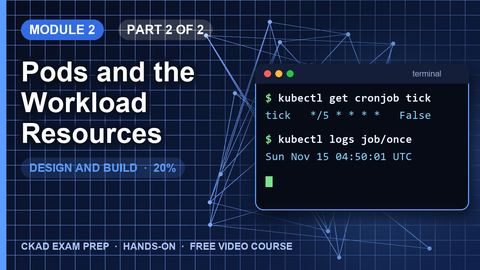 MODULE 2
PART 2 OF 2
Pods and the
Workload
Resources
DESIGN AND BUILD · 20%
terminal
$ kubectl get cronjob tick
tick */5 * * * * False
$ kubectl logs job/once
Sun Nov 15 04:50:01 UTC
CKAD EXAM PREP · HANDS-ON · FREE VIDEO COURSE